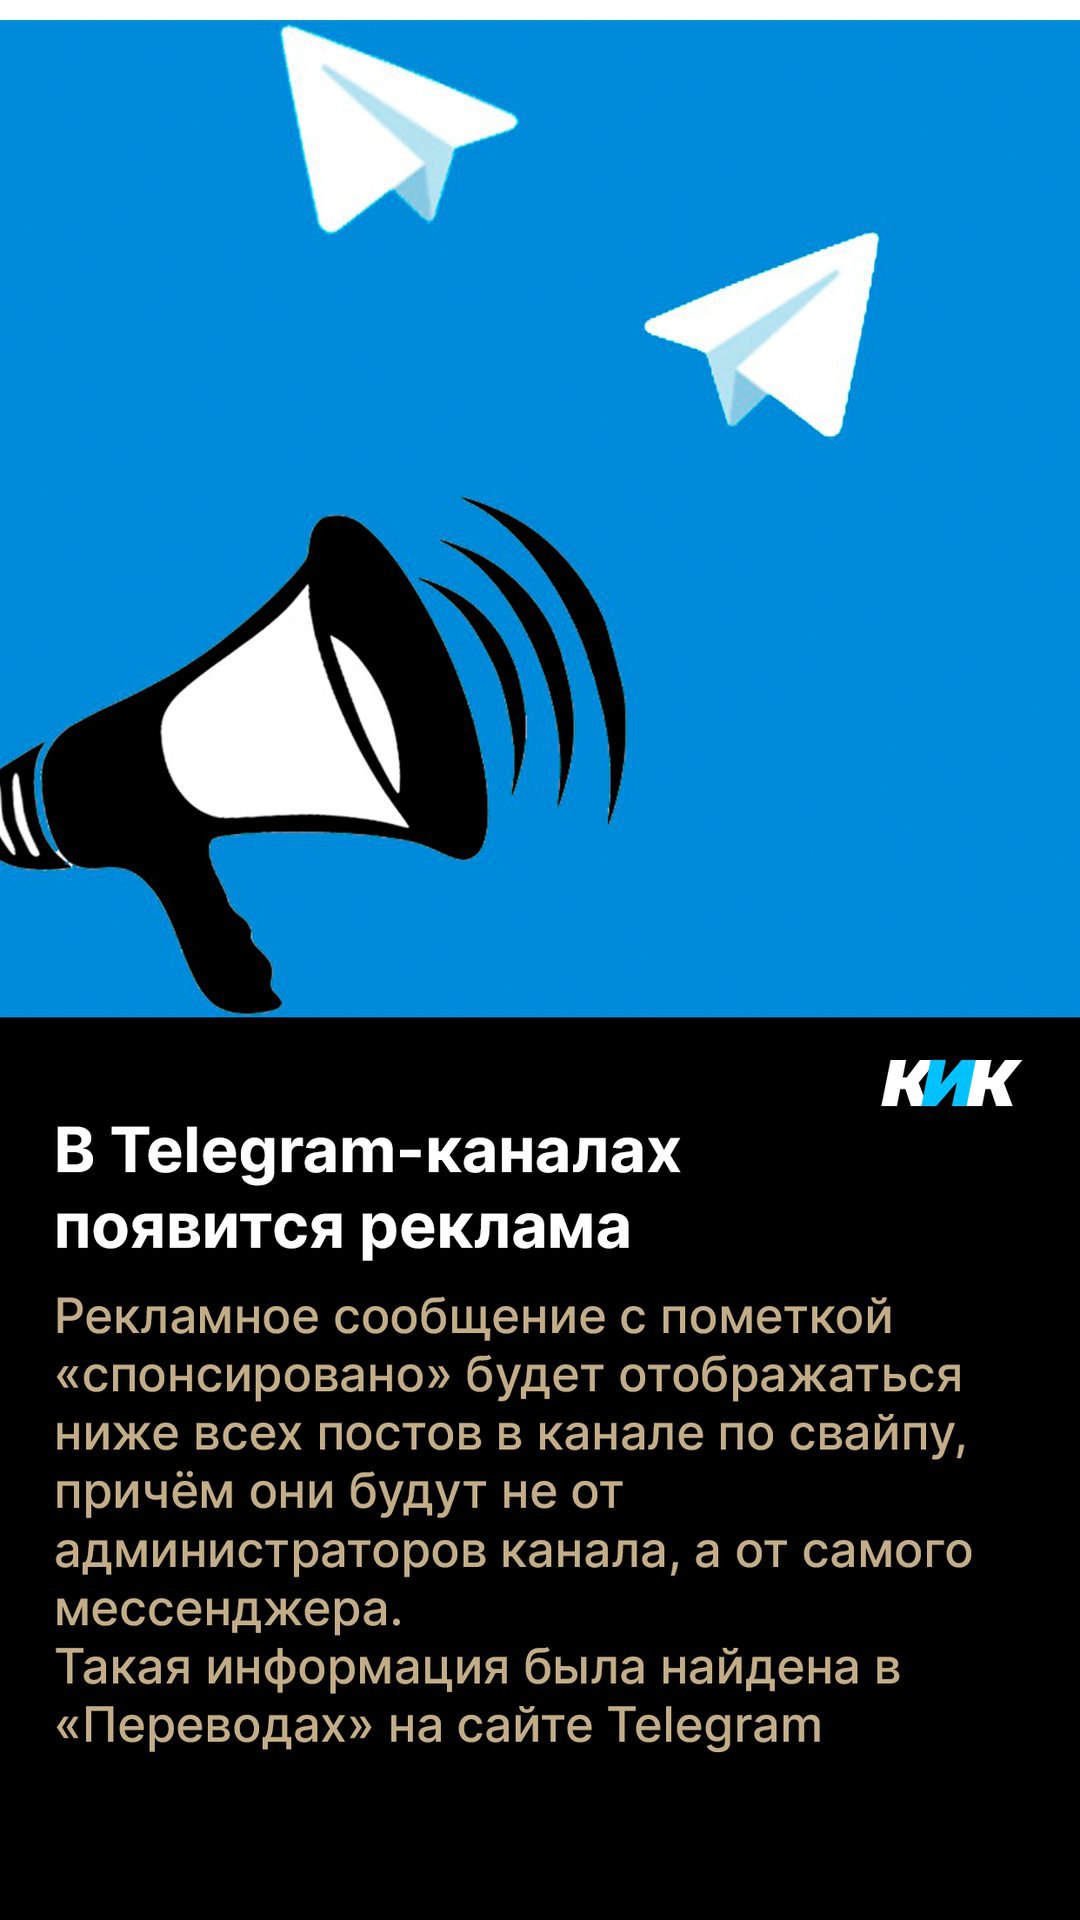 КИК
В Telegram-каналах
появится реклама
Рекламное сообщение с пометкой
«спонсировано» будет отображаться
ниже всех постов в канале по свайпу,
причём они будут не от
администраторов канала, а от самого
мессенджера.
Такая информация была найдена в
«Переводах» на сайте Telegram